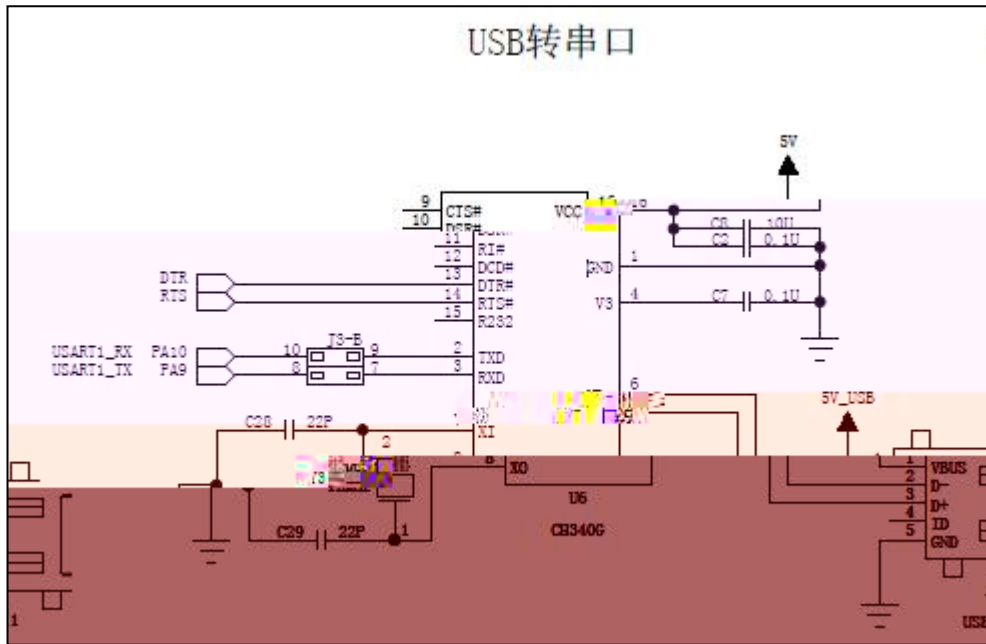 USB转串口
5V
9 CTS# VCC
10
C8 10U
11 C2 0.1U
12 RI# GND 1
DTR 13 DCD#
RTS 14 DTR#
15 RTS# V3 4 C7 0.1U
R232
J3-B
USART1_RX PA10 10 9 2 TXD
USART1_TX PA9 8 7 3 RXD
6
5V_USB
C28 22P XI
2
8 XO 1 VBUS
2 D-
U6 3 D+
C29 22P 1 CH340G 4 ID
5 GND
1